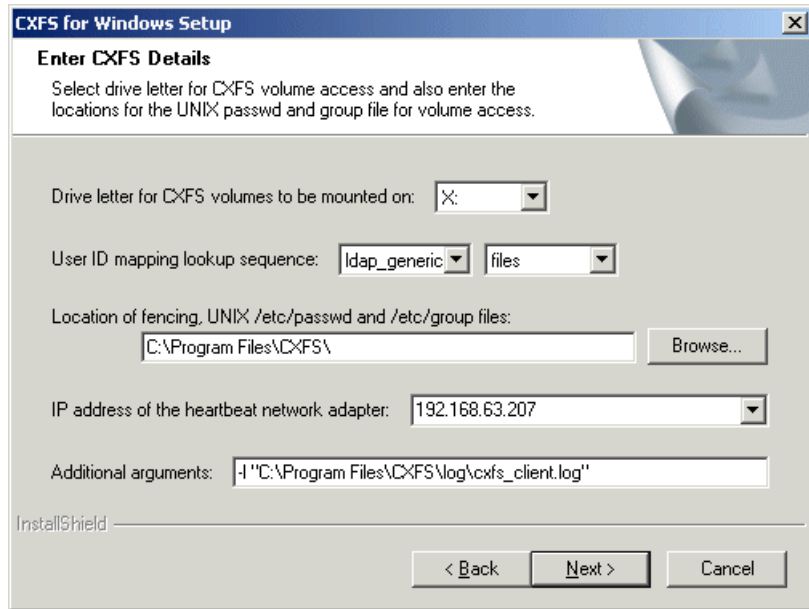 CXFS for Windows Setup
Enter CXFS Details
Select drive letter for CXFS volume access and also enter the
locations for the UNIX passwd and group file for volume access.
Drive letter for CXFS volumes to be mounted on: X:
User ID mapping lookup sequence: ldap_generic files
Location of fencing, UNIX /etc/passwd and /etc/group files:
C:\Program Files\CXFS\ Browse...
IP address of the heartbeat network adapter: 192.168.63.207
Additional arguments: -l "C:\Program Files\CXFS\log\cxfs_client.log"
InstallShield
< Back Next > Cancel